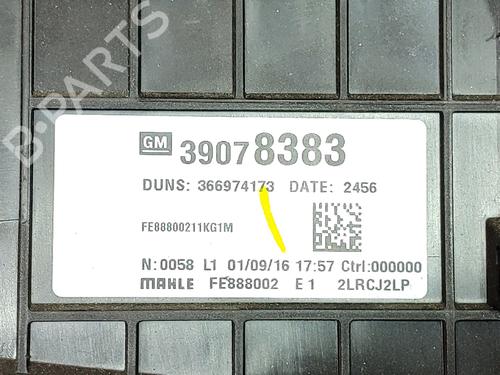 GM 39078383
DUNS: 366974173 DATE: 2456
FE88800211KG1M
N:0058 L1 01/09/16 17:57 Ctrl:000000
MAHLE FE888002 E1 2LRCJ2LP
B-PARTS